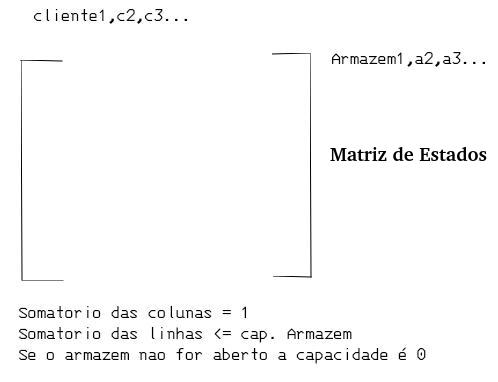 cliente1,c2,c3...
Armazem1,a2,a3...
Matriz de Estados
Somatorio das colunas = 1
Somatorio das linhas <= cap. Armazem
Se o armazem nao for aberto a capacidade é 0